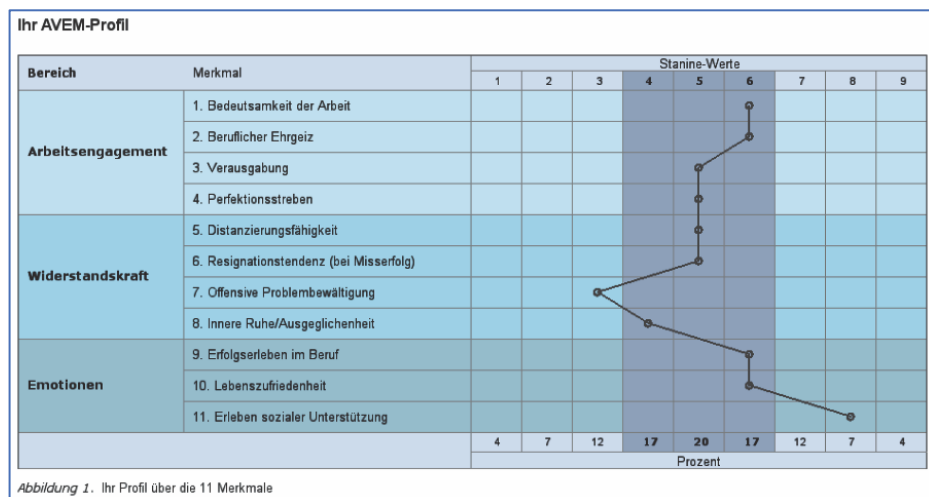 Ihr AVEM-Profil
Bereich Merkmal Stanine-Werte
1 2 3 4 5 6 7 8 9
Arbeitsengagement
1. Bedeutsamkeit der Arbeit
2. Beruflicher Ehrgeiz
3. Verausgabung
4. Perfektionsstreben
Widerstandskraft
5. Distanzierungsfähigkeit
6. Resignationstendenz (bei Misserfolg)
7. Offensive Problembewältigung
8. Innere Ruhe/Ausgeglichenheit
Emotionen
9. Erfolgserleben im Beruf
10. Lebenszufriedenheit
11. Erleben sozialer Unterstützung
4 7 12 17 20 17 12 7 4
Prozent
Abbildung 1. Ihr Profil über die 11 Merkmale